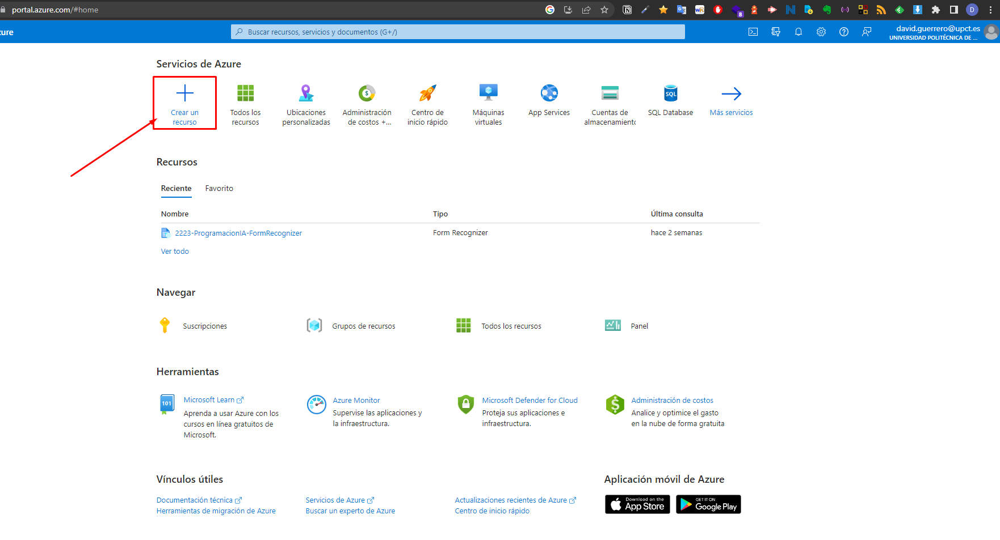 portal.azure.com/#home
zure
Buscar recursos, servicios y documentos (G+/)
david.guerrero@upct.es
UNIVERSIDAD POLITÉCNICA DE ...
8
D
Servicios de Azure
Crear un
recurso
Todos los
recursos
Ubicaciones
personalizadas
Administración
de costos +...
Centro de
inicio rápido
Máquinas
virtuales
App Services
Cuentas de
almacenamiento
SQL
SQL Database
Más servicios
Recursos
Reciente
Favorito
Nombre
Tipo
Última consulta
2223-ProgramacionIA-FormRecognizer
Form Recognizer
hace 2 semanas
Ver todo
Navegar
Suscripciones
Grupos de recursos
Todos los recursos
Panel
Herramientas
101
Microsoft Learn
Aprenda a usar Azure con los
cursos en línea gratuitos de
Microsoft.
Azure Monitor
Supervise las aplicaciones y
la infraestructura.
Microsoft Defender for Cloud
Proteja sus aplicaciones e
infraestructura.
Administración de costos
Analice y optimice el gasto
en la nube de forma gratuita
Vínculos útiles
Documentación técnica
Herramientas de migración de Azure
Servicios de Azure
Buscar un experto de Azure
Actualizaciones recientes de Azure
Centro de inicio rápido
Aplicación móvil de Azure
Download on the
App Store
GET IT ON
Google Play